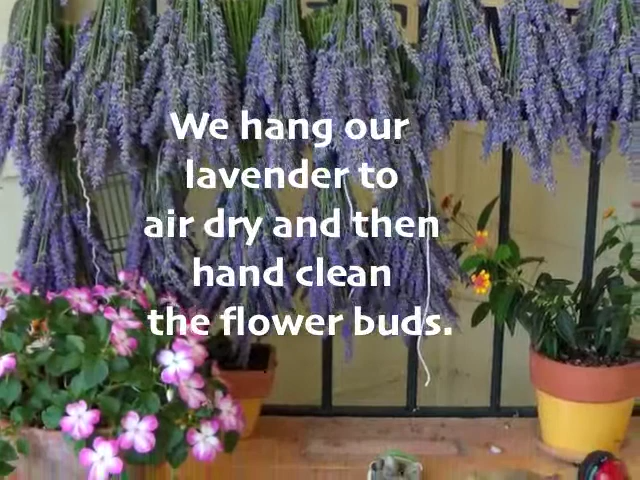 We hang our
lavender to
air dry and then
hand clean
the flower buds.